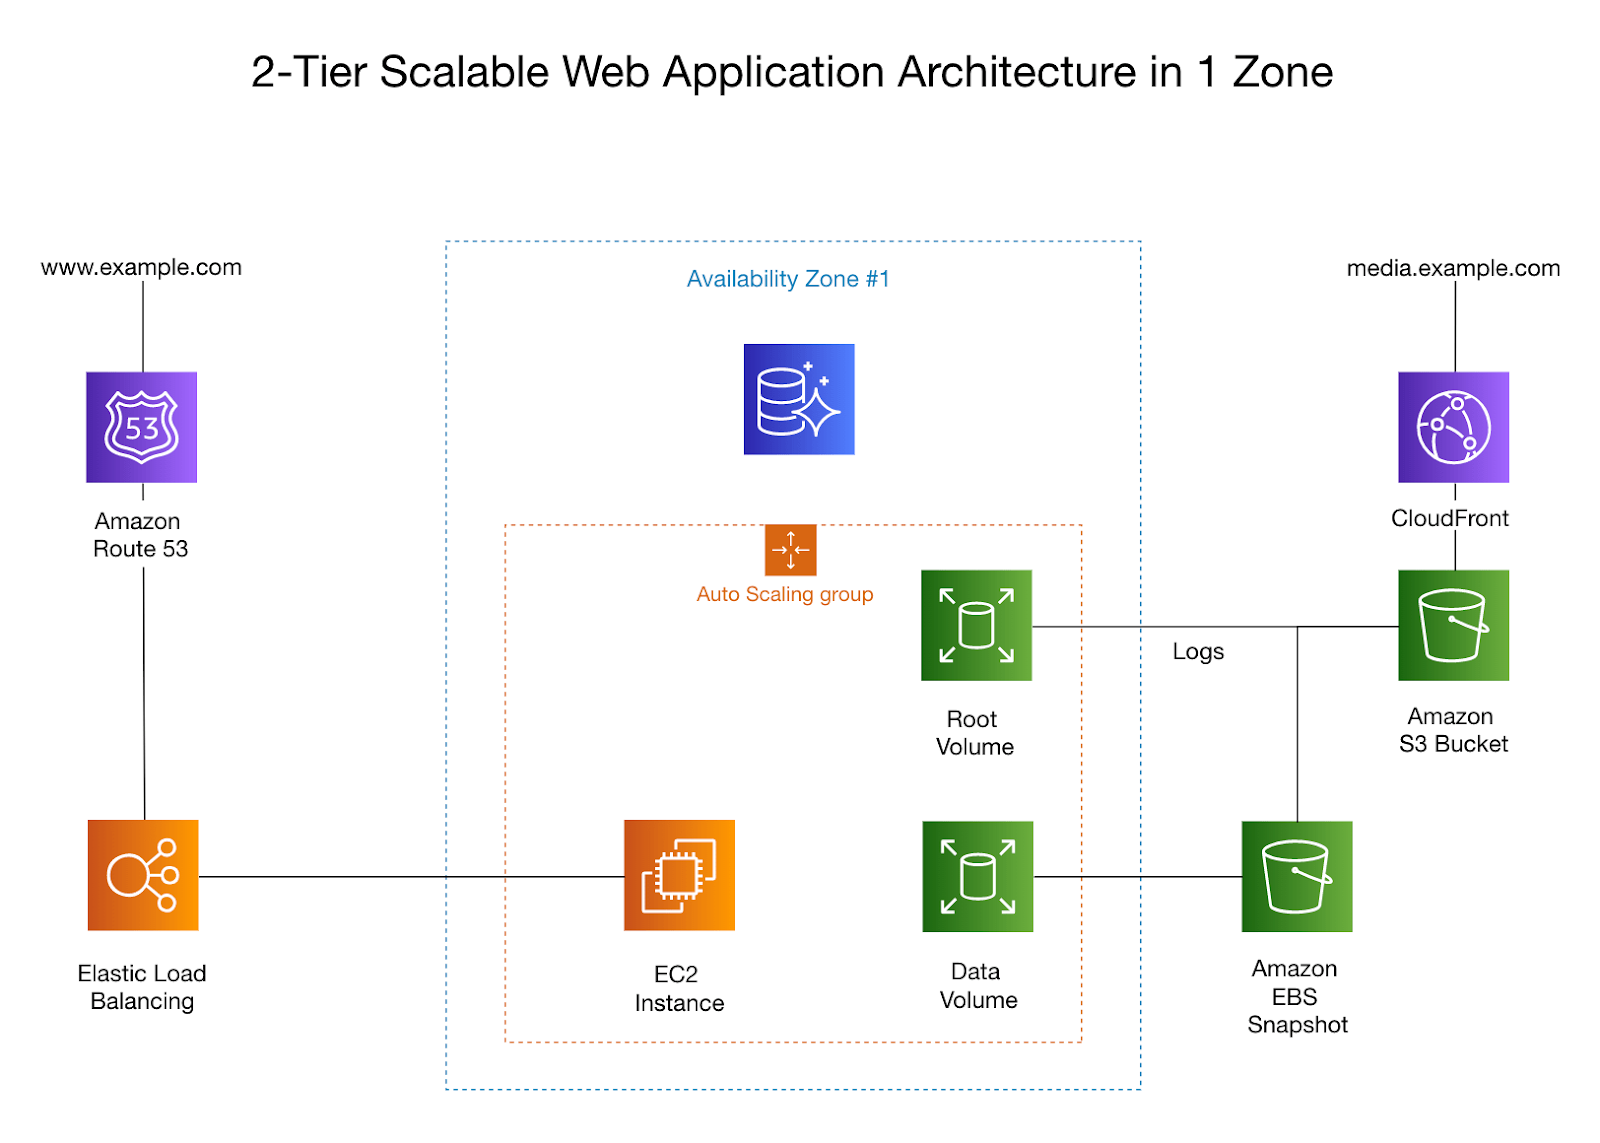 2-Tier Scalable Web Application Architecture in 1 Zone
www.example.com
Availability Zone #1
media.example.com
53
Amazon
Route 53
CloudFront
Auto Scaling group
Logs
Root
Volume
Amazon
S3 Bucket
Elastic Load
Balancing
EC2
Instance
Data
Volume
Amazon
EBS
Snapshot